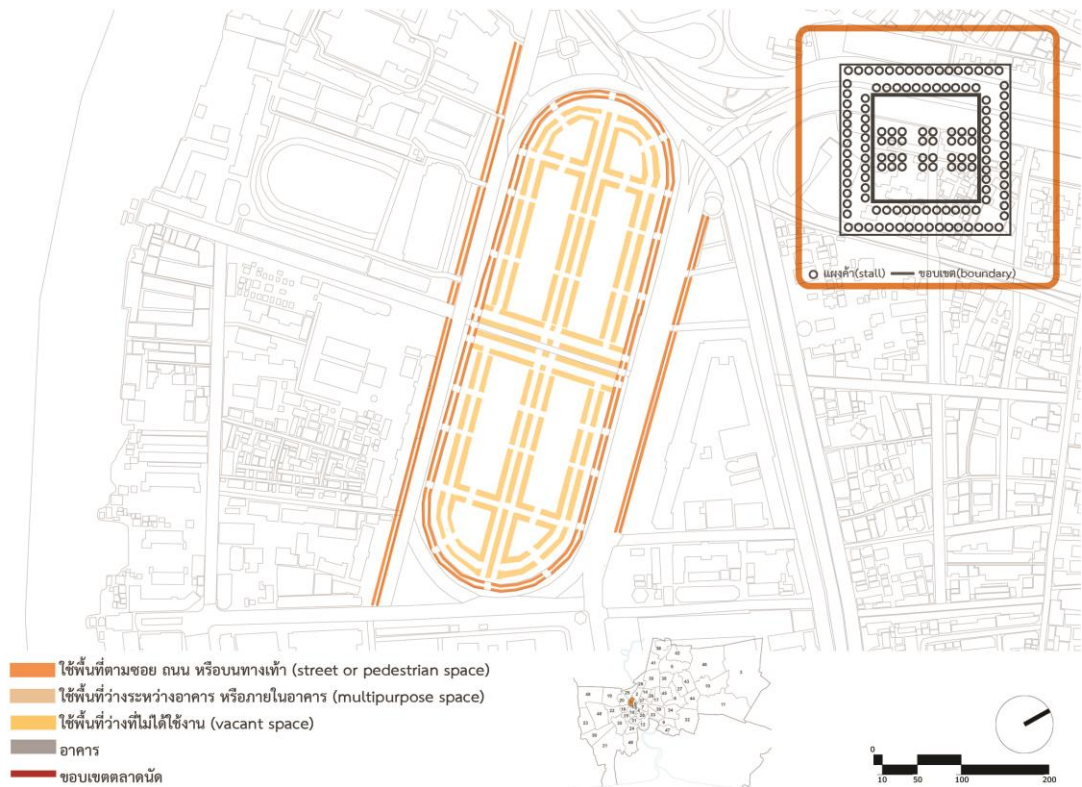 แผงค้า(stall) ขอบเขต(boundary)
ใช้พื้นที่ตามซอย ถนน หรือบนทางเท้า (street or pedestrian space)
ใช้พื้นที่ว่างระหว่างอาคาร หรือภายในอาคาร (multipurpose space)
ใช้พื้นที่ว่างที่ไม่ได้ใช้งาน (vacant space)
อาคาร
ขอบเขตตลาดนัด
0
10 50 100 200